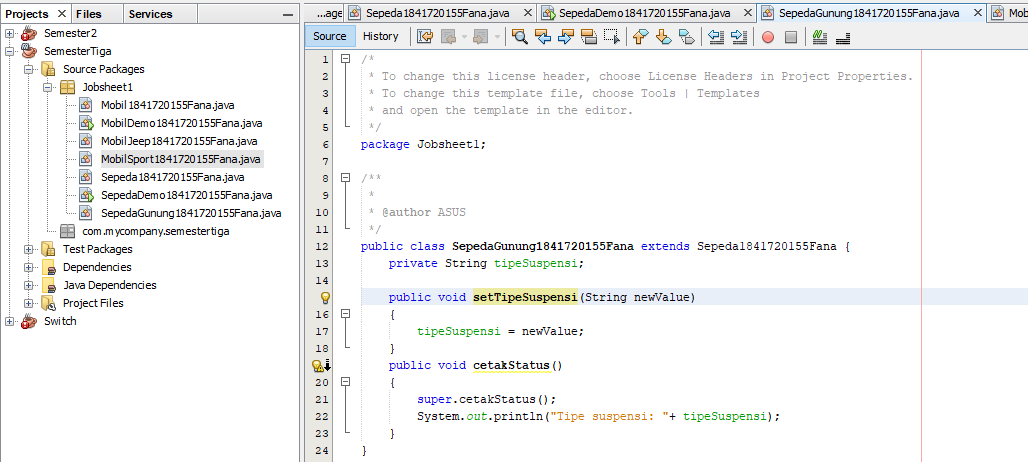 Projects
Files
Services
Semester2
SemesterTiga
Source Packages
Jobsheet1
Mobil1841720155Fana.java
MobilDemo1841720155Fana.java
MobilJeep1841720155Fana.java
MobilSport1841720155Fana.java
Sepeda1841720155Fana.java
SepedaDemo1841720155Fana.java
SepedaGunung1841720155Fana.java
com.mycompany.semestertiga
Test Packages
Dependencies
Java Dependencies
Project Files
Switch
...age
Sepeda1841720155Fana.java
SepedaDemo1841720155Fana.java
SepedaGunung1841720155Fana.java
Mob
Source
History
1 /*
2 * To change this license header, choose License Headers in Project Properties.
3 * To change this template file, choose Tools | Templates
4 * and open the template in the editor.
5 */
6 package Jobsheet1;
7
8 /**
9 *
10 * @author ASUS
11 */
12 public class SepedaGunung1841720155Fana extends Sepeda1841720155Fana {
13 private String tipeSuspensi;
14
public void setTipeSuspensi(String newValue)
16 {
17 tipeSuspensi = newValue;
18 }
public void cetakStatus()
20 {
21 super.cetakStatus();
22 System.out.println("Tipe suspensi: "+ tipeSuspensi);
23 }
24 }